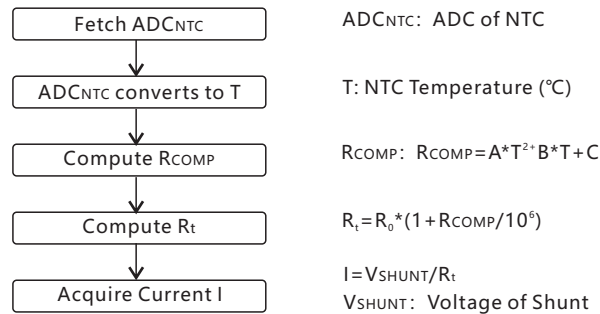 Fetch ADCNTC
ADCNTC: ADC of NTC
ADCNTC converts to T
T: NTC Temperature (℃)
Compute RCOMP
RCOMP: RCOMP=A*T²⁺B*T+C
Compute Rt
Rₜ=R₀*(1+RCOMP/10⁶)
Acquire Current I
I=VSHUNT/Rt
VSHUNT: Voltage of Shunt